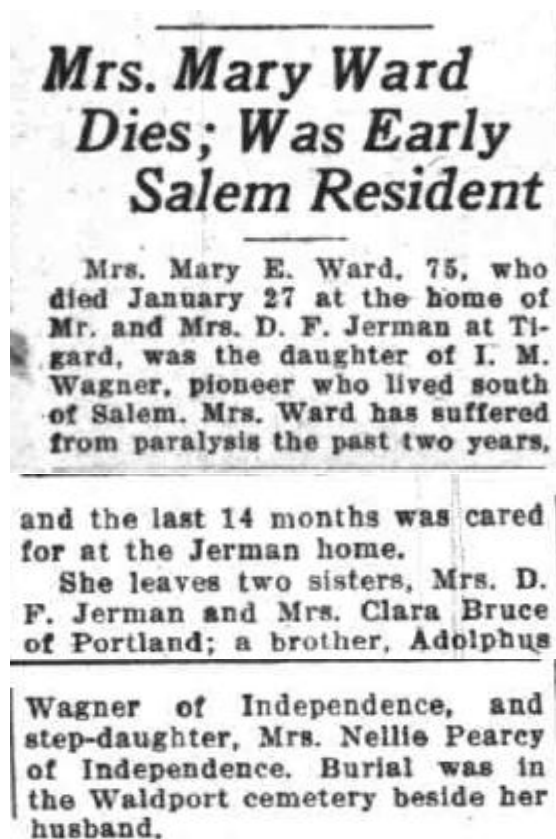 Mrs. Mary Ward
Dies; Was Early
Salem Resident
Mrs. Mary E. Ward, 75, who
died January 27 at the home of
Mr. and Mrs. D. F. Jerman at Ti-
gard, was the daughter of I. M.
Wagner, pioneer who lived south
of Salem. Mrs. Ward has suffered
from paralysis the past two years,
and the last 14 months was cared
for at the Jerman home.
She leaves two sisters, Mrs. D.
F. Jerman and Mrs. Clara Bruce
of Portland; a brother, Adolphus
Wagner of Independence, and
step-daughter, Mrs. Nellie Pearcy
of Independence. Burial was in
the Waldport cemetery beside her
husband.